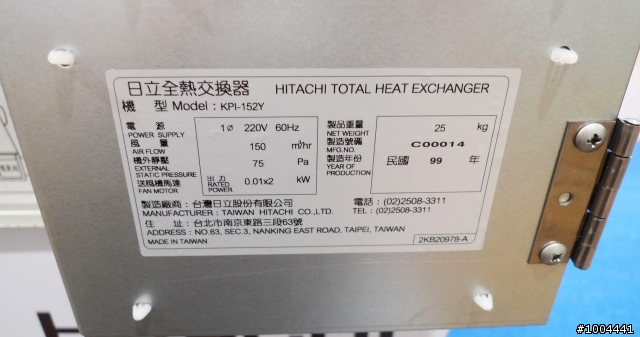 日立全熱交換器 HITACHI TOTAL HEAT EXCHANGER
機型 Model: KPI-152Y
電源 POWER SUPPLY 1ø 220V 60Hz
風量 AIR FLOW 150 m³/hr
機外靜壓 EXTERNAL STATIC PRESSURE 75 Pa
送風機馬達 FAN MOTOR 出力 RATED POWER 0.01x2 kW
製品重量 NET WEIGHT 25 kg
製造號碼 MFG.NO. C00014
製造年份 YEAR OF PRODUCTION 民國 99 年
製造廠商：台灣日立股份有限公司 電話：(02)2508-3311
MANUFACTURER: TAIWAN HITACHI CO.,LTD. TEL：(02)2508-3311
住址：台北市南京東路三段63號
ADDRESS: NO.63, SEC.3, NANKING EAST ROAD, TAIPEI, TAIWAN
MADE IN TAIWAN 2KB20978-A
#1004441